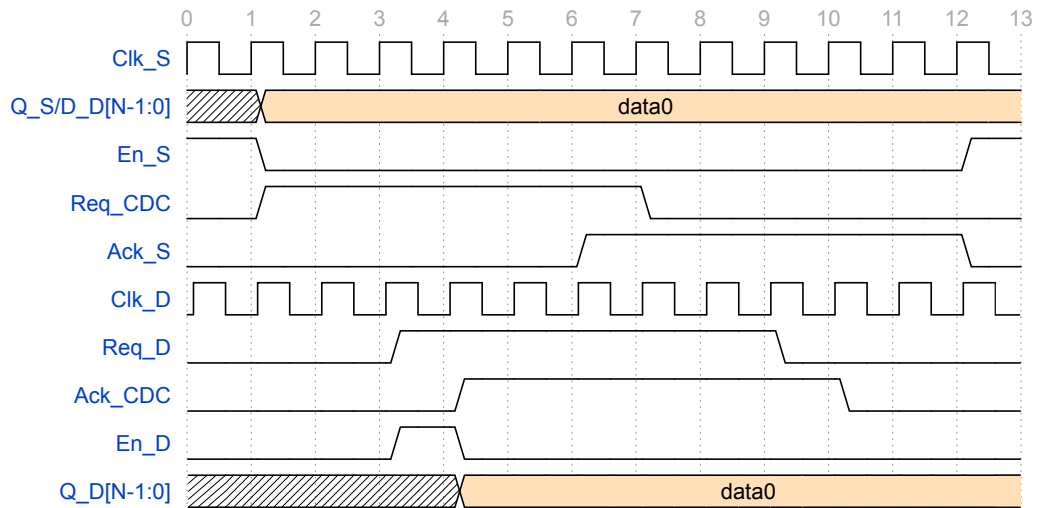 0 1 2 3 4 5 6 7 8 9 10 11 12 13
Clk_S
Q_S/D_D[N-1:0] data0
En_S
Req_CDC
Ack_S
Clk_D
Req_D
Ack_CDC
En_D
Q_D[N-1:0] data0